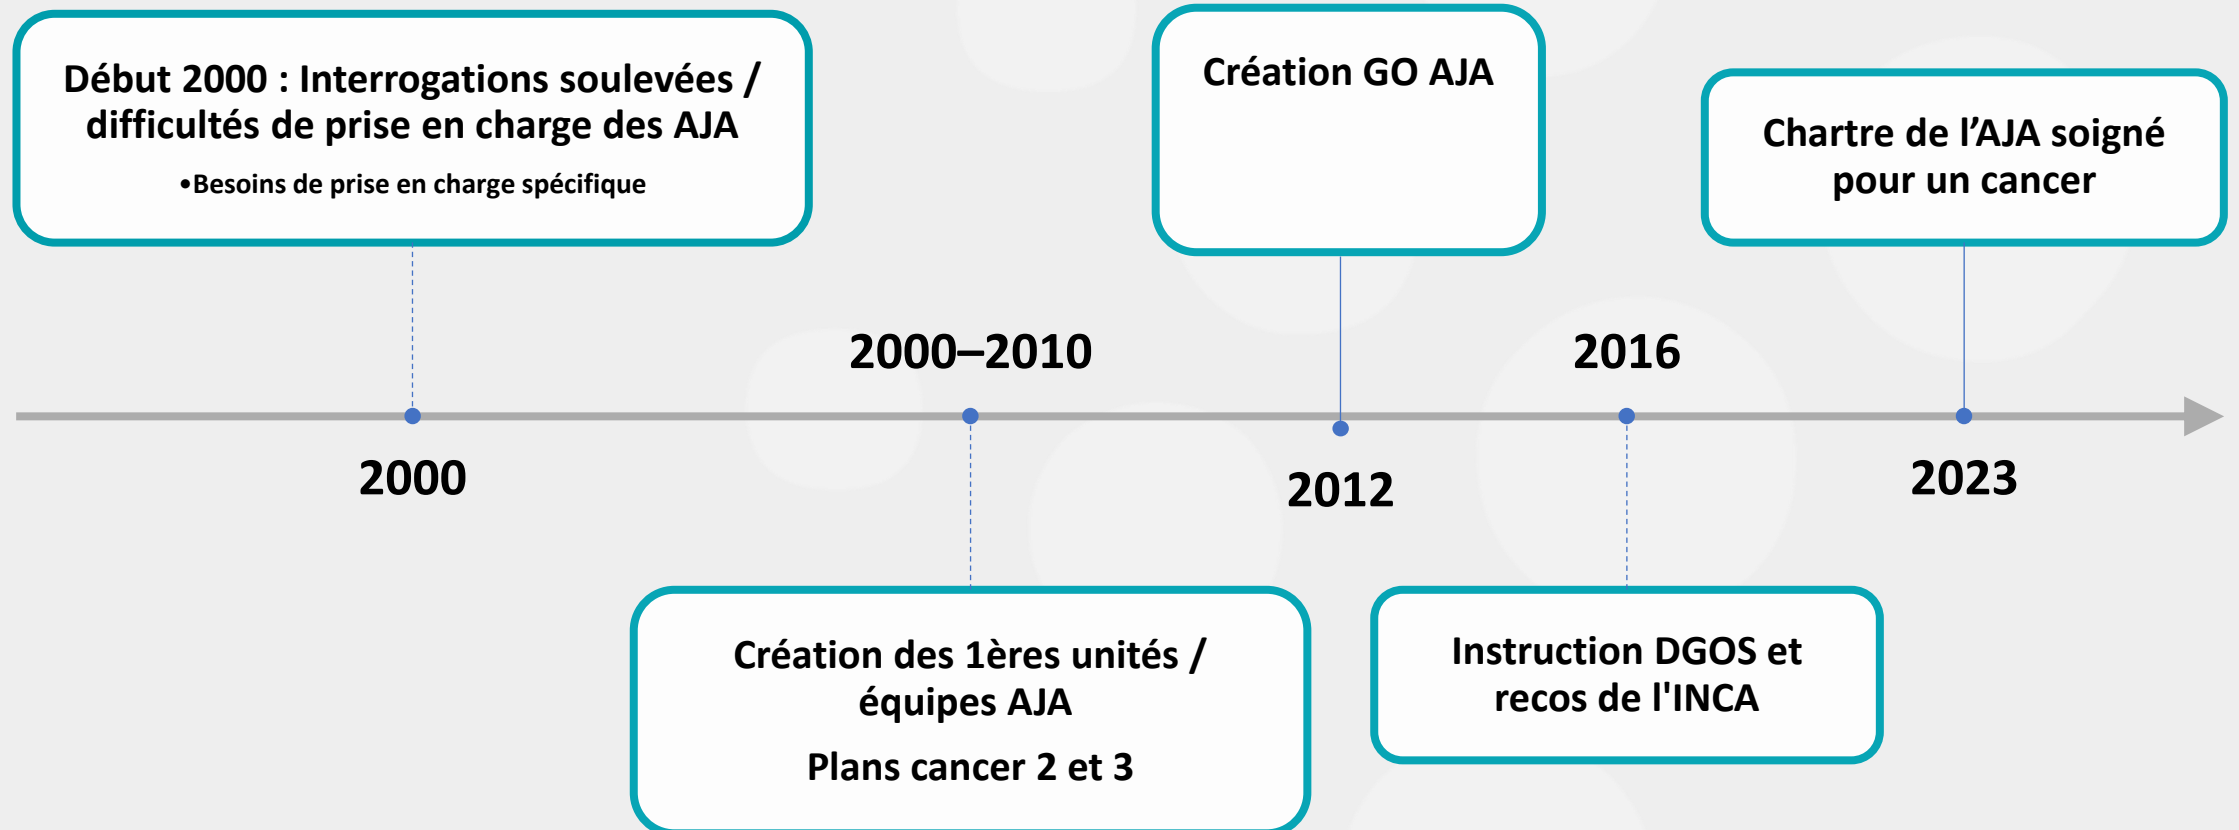 Début 2000 : Interrogations soulevées /
difficultés de prise en charge des AJA
•Besoins de prise en charge spécifique
Création GO AJA
Chartre de l'AJA soigné
pour un cancer
2000–2010
2016
2000
2012
2023
Création des 1ères unités /
équipes AJA
Plans cancer 2 et 3
Instruction DGOS et
recos de l'INCA